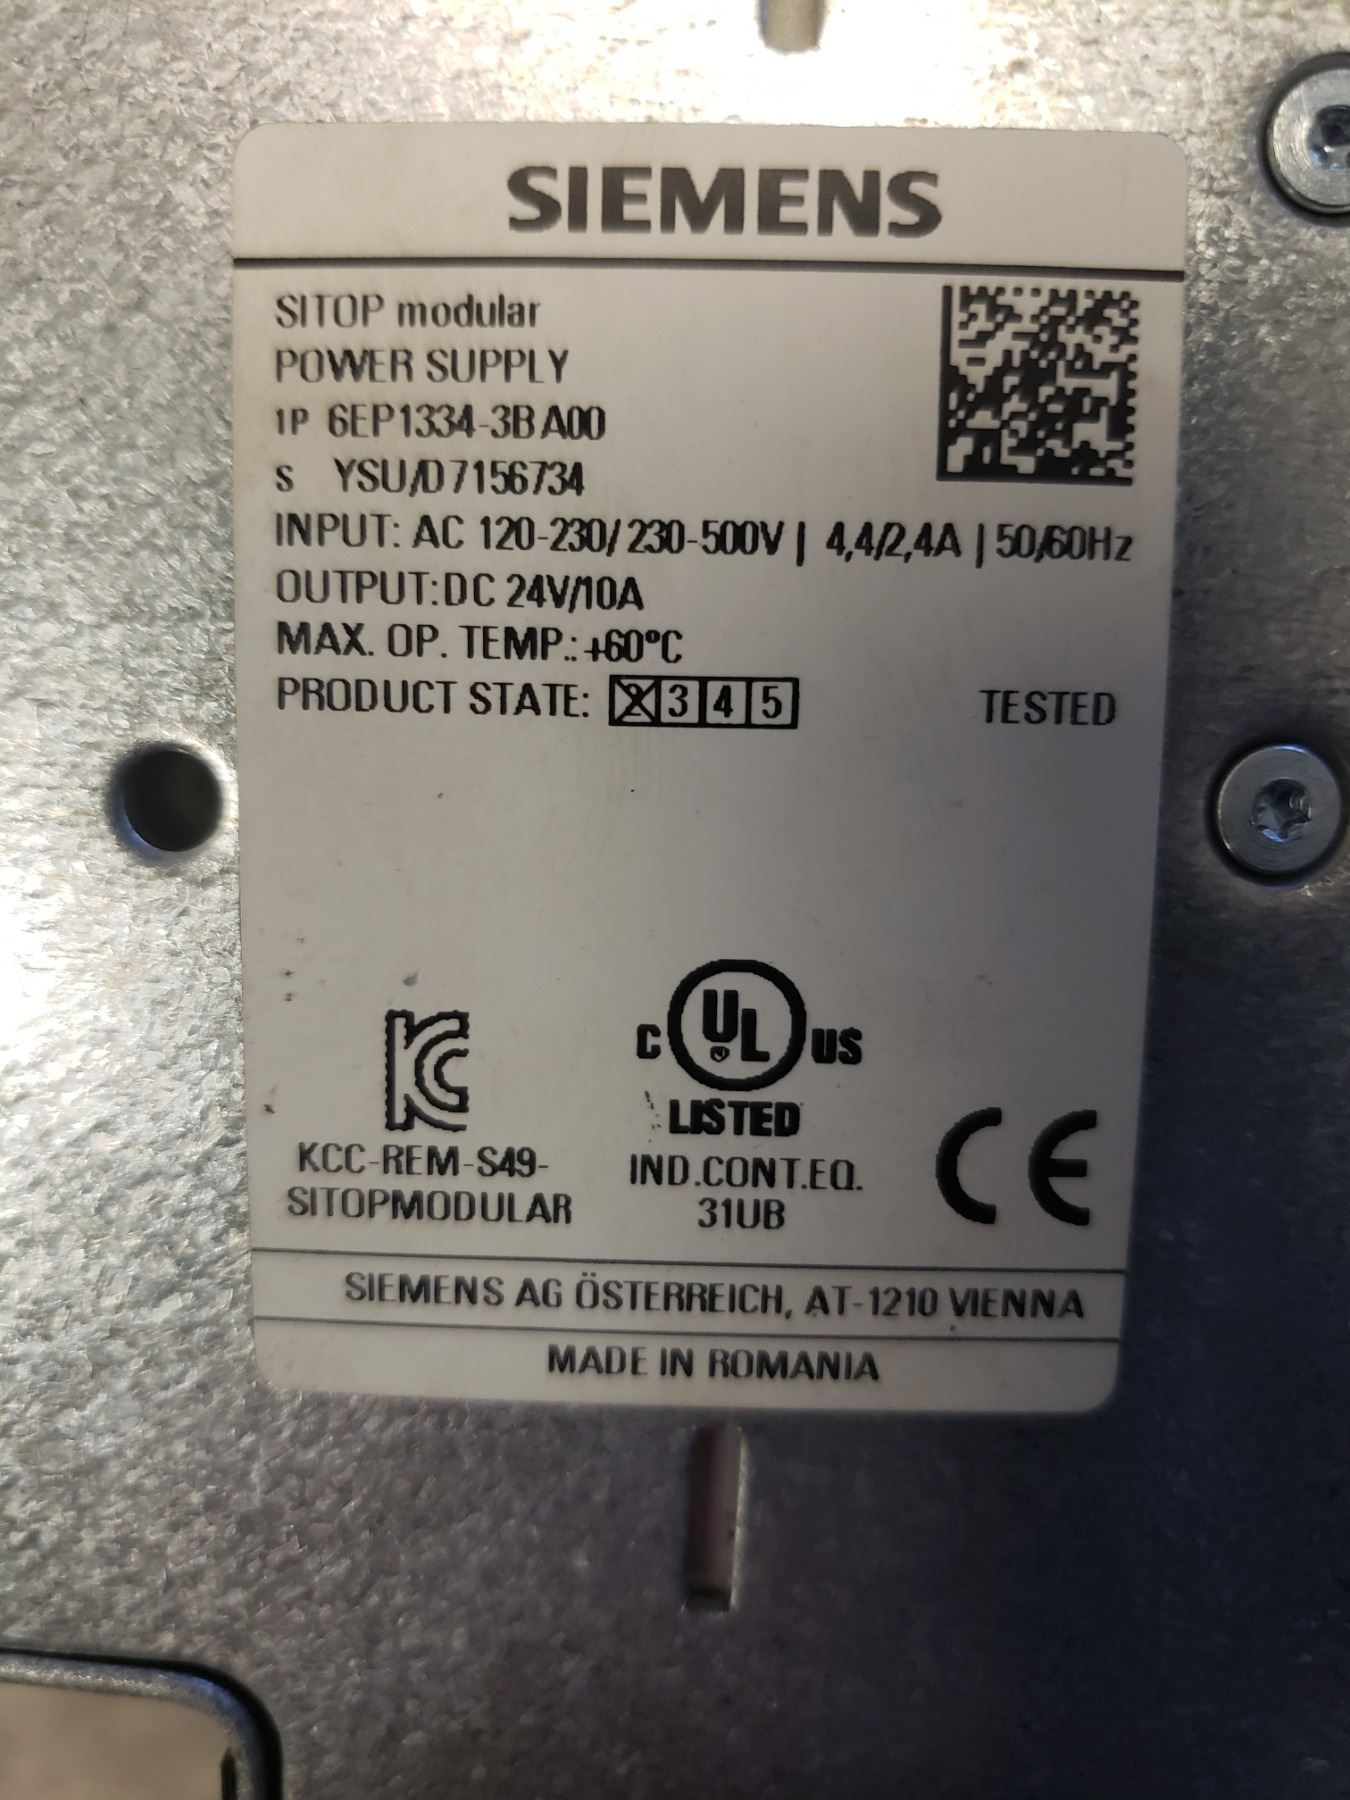 SIEMENS
SITOP modular
POWER SUPPLY
1P 6EP1334-3BA00
S YSU/D7156734
INPUT: AC 120-230/230-500V | 4,4/2,4A | 50/60Hz
OUTPUT:DC 24V/10A
MAX. OP. TEMP.: +60°C
PRODUCT STATE: 2 3 4 5 TESTED
C UL US
LISTED
KC
KCC-REM-S49-
SITOPMODULAR
IND.CONT.EQ.
31UB
CE
SIEMENS AG ÖSTERREICH, AT-1210 VIENNA
MADE IN ROMANIA